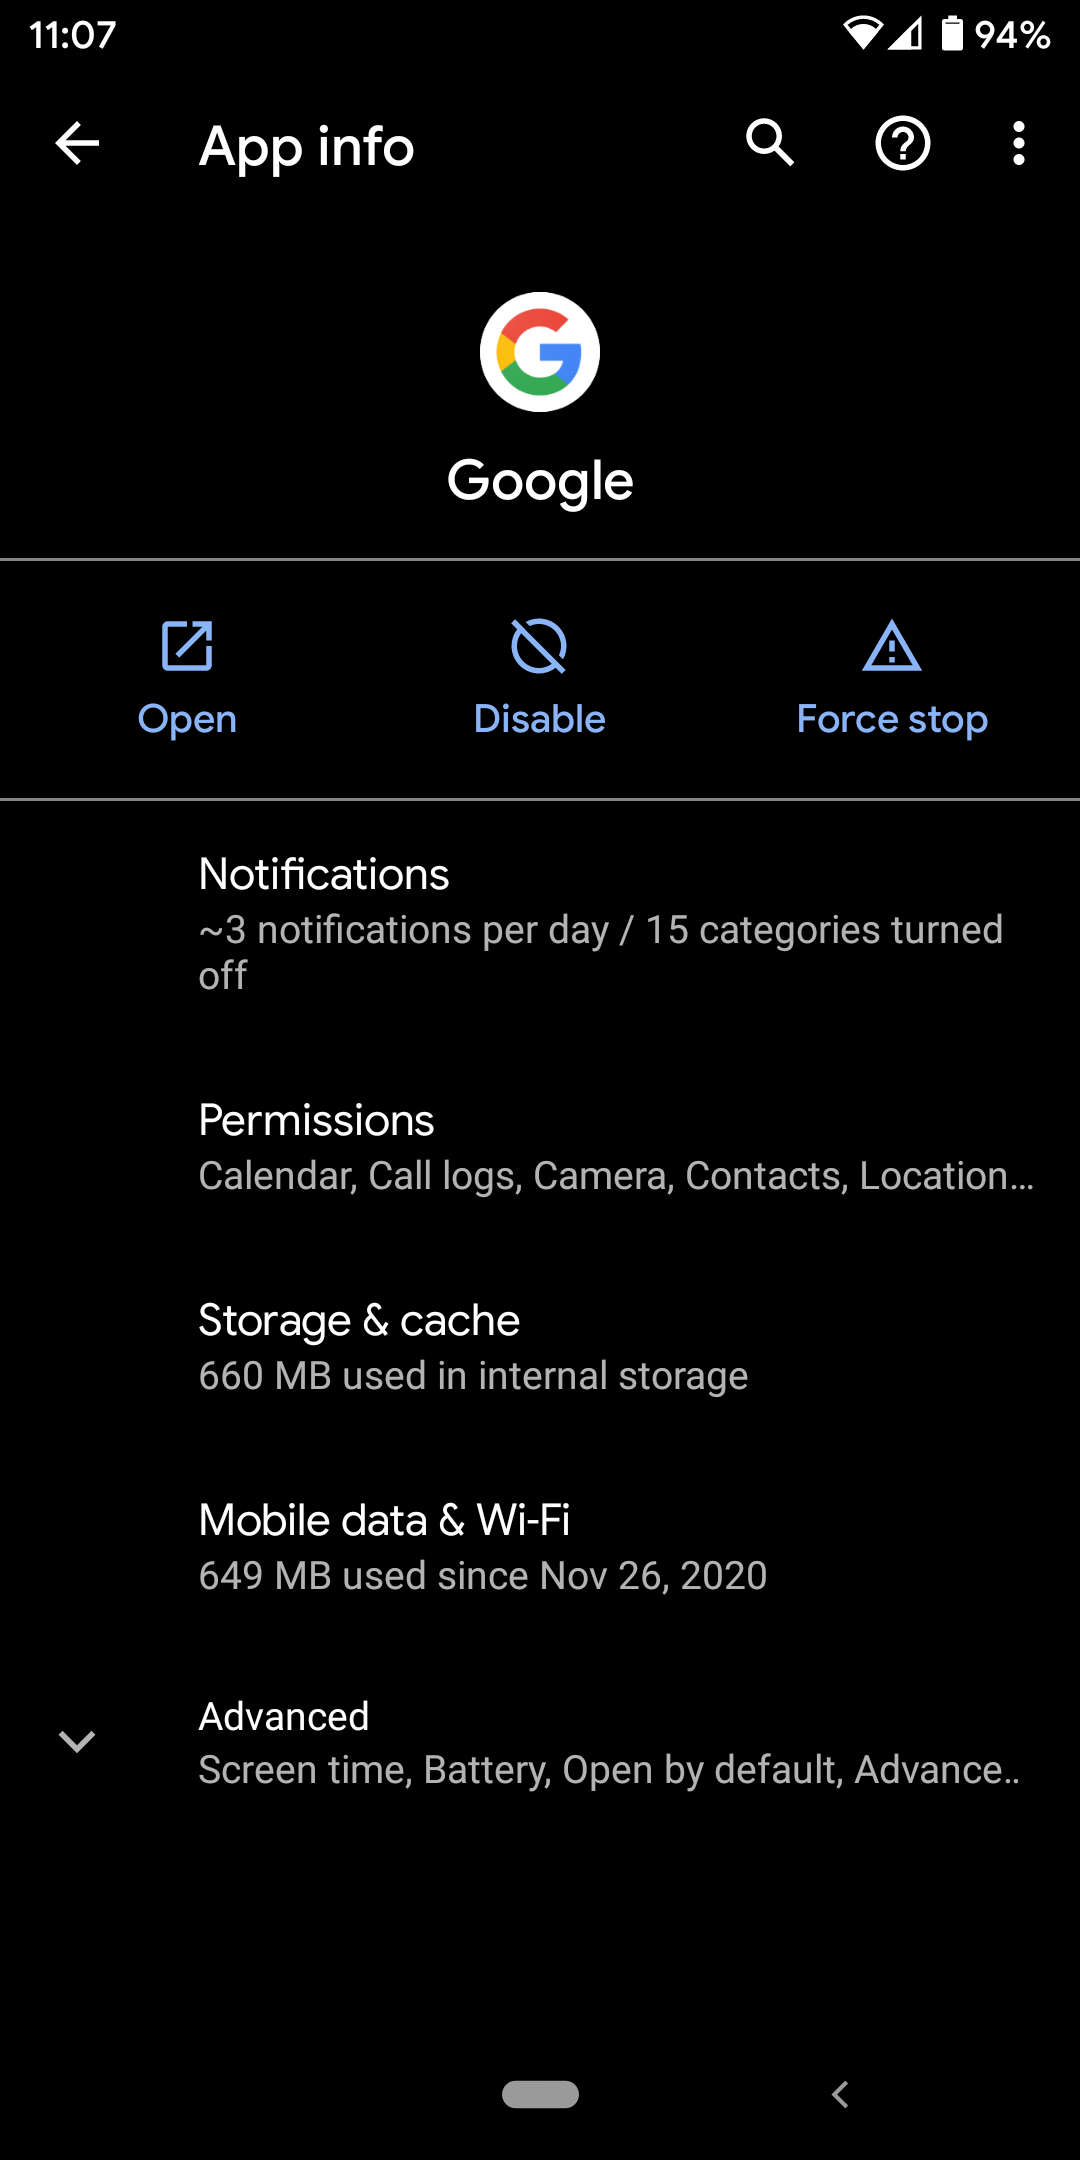 11:07 94%
App info
Google
Open Disable Force stop
Notifications
~3 notifications per day / 15 categories turned
off
Permissions
Calendar, Call logs, Camera, Contacts, Location…
Storage & cache
660 MB used in internal storage
Mobile data & Wi-Fi
649 MB used since Nov 26, 2020
Advanced
Screen time, Battery, Open by default, Advance..